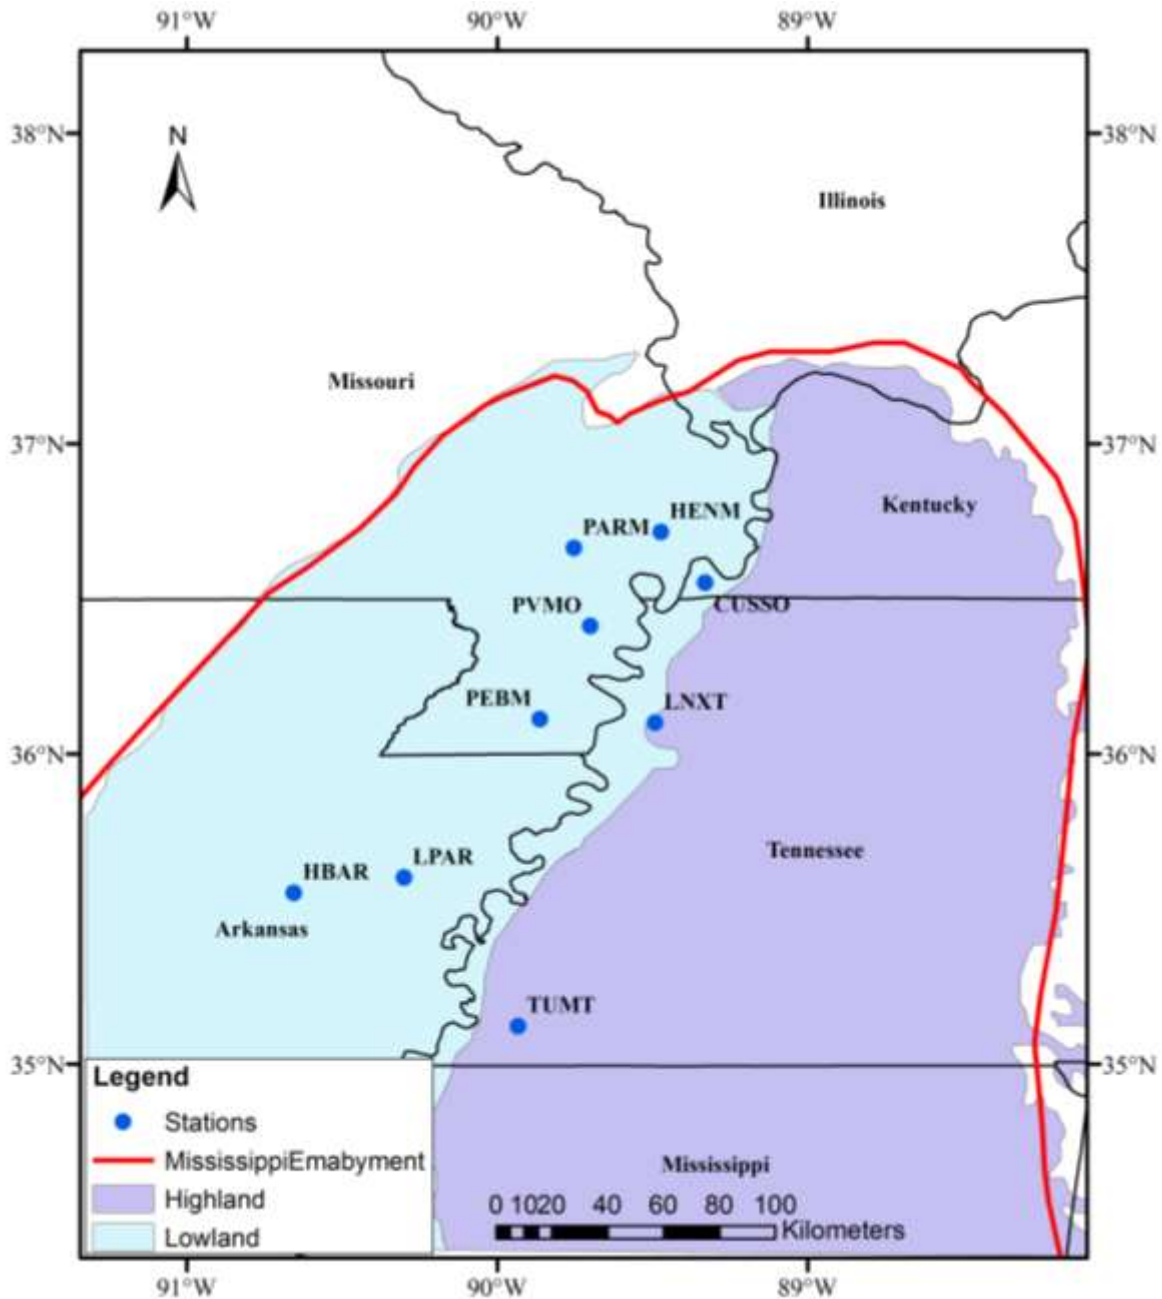 91°W 90°W 89°W
38°N 38°N
N
Illinois
Missouri
37°N 37°N
Kentucky
HENM
PARM
PVMO CUSSO
PEBM LNXT
36°N 36°N
Tennessee
HBAR LPAR
Arkansas
TUMT
35°N 35°N
Legend
Stations
MississippiEmabyment
Highland
Lowland
Mississippi
0 1020 40 60 80 100
Kilometers
91°W 90°W 89°W